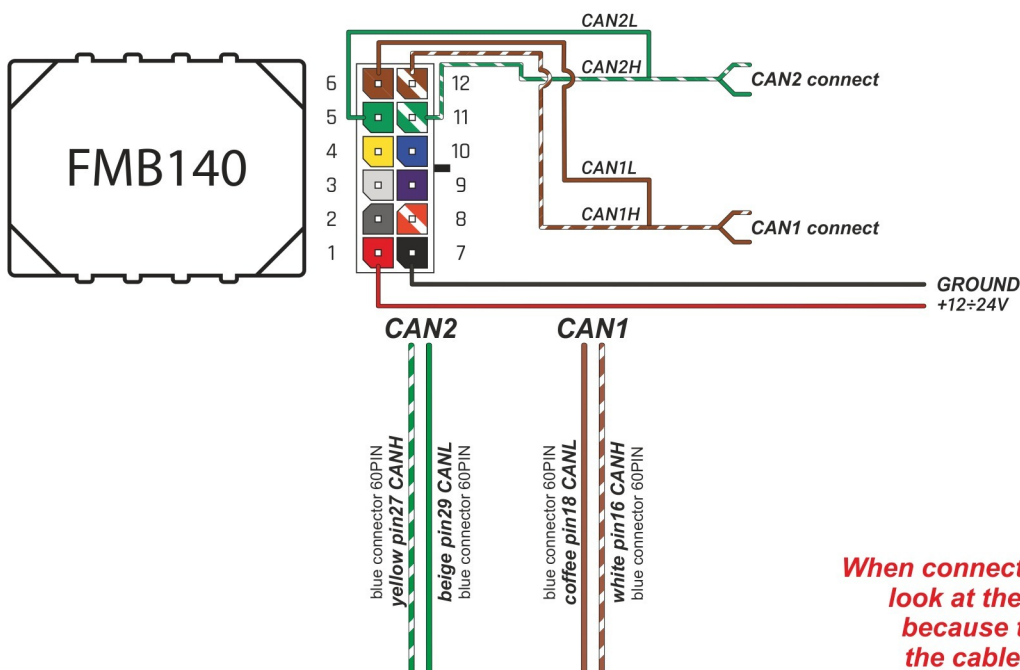 CAN2L
CAN2H
CAN2 connect
FMB140
6
5
4
3
2
1
12
11
10
9
8
7
CAN1L
CAN1H
CAN1 connect
GROUND
+12÷24V
CAN2
CAN1
blue connector 60PIN
yellow pin27 CANH
beige pin29 CANL
blue connector 60PIN
blue connector 60PIN
coffee pin18 CANL
white pin16 CANH
blue connector 60PIN
When connect
look at the
because t
the cable